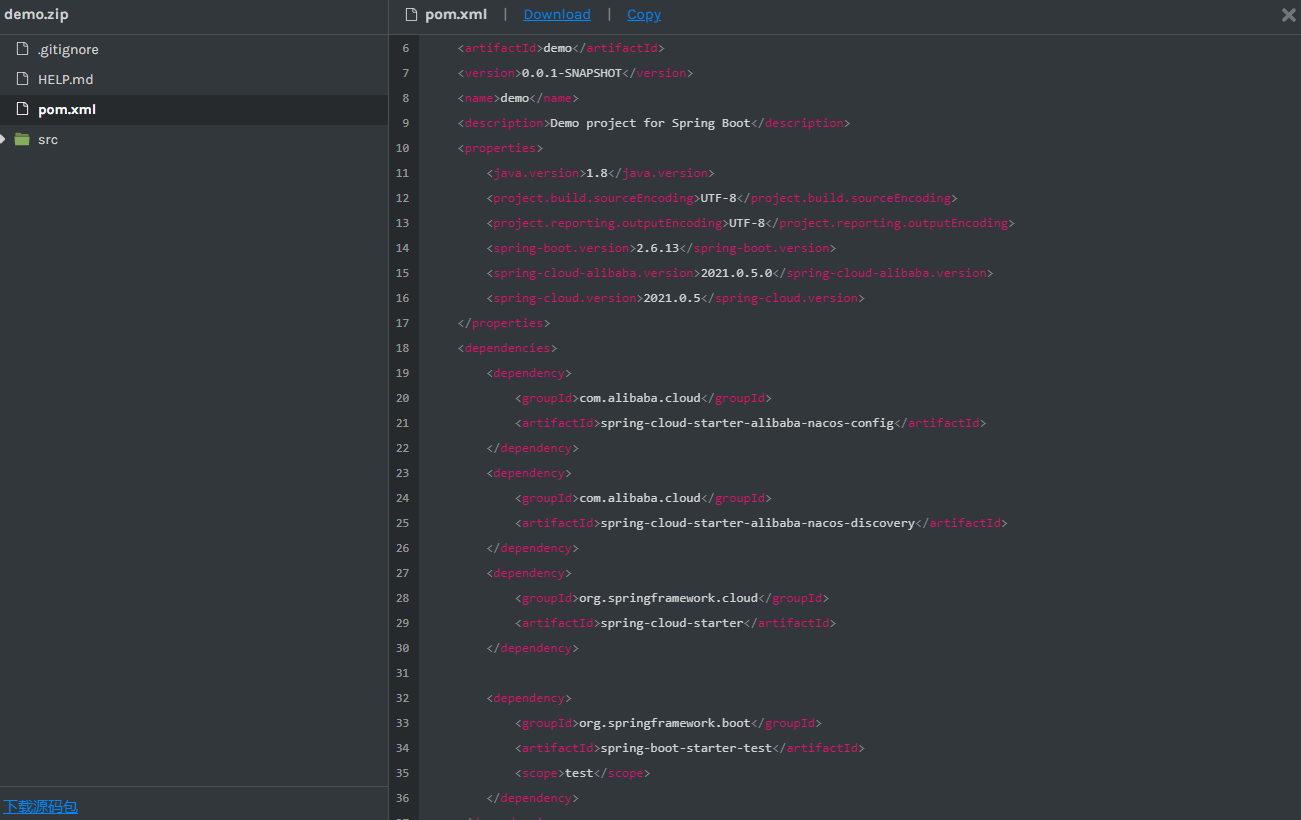 demo.zip
pom.xml | Download | Copy
.gitignore
HELP.md
pom.xml
src
6 <artifactId>demo</artifactId>
7 <version>0.0.1-SNAPSHOT</version>
8 <name>demo</name>
9 <description>Demo project for Spring Boot</description>
10 <properties>
11 <java.version>1.8</java.version>
12 <project.build.sourceEncoding>UTF-8</project.build.sourceEncoding>
13 <project.reporting.outputEncoding>UTF-8</project.reporting.outputEncoding>
14 <spring-boot.version>2.6.13</spring-boot.version>
15 <spring-cloud-alibaba.version>2021.0.5.0</spring-cloud-alibaba.version>
16 <spring-cloud.version>2021.0.5</spring-cloud.version>
17 </properties>
18 <dependencies>
19 <dependency>
20 <groupId>com.alibaba.cloud</groupId>
21 <artifactId>spring-cloud-starter-alibaba-nacos-config</artifactId>
22 </dependency>
23 <dependency>
24 <groupId>com.alibaba.cloud</groupId>
25 <artifactId>spring-cloud-starter-alibaba-nacos-discovery</artifactId>
26 </dependency>
27 <dependency>
28 <groupId>org.springframework.cloud</groupId>
29 <artifactId>spring-cloud-starter</artifactId>
30 </dependency>
31
32 <dependency>
33 <groupId>org.springframework.boot</groupId>
34 <artifactId>spring-boot-starter-test</artifactId>
35 <scope>test</scope>
36 </dependency>
下载源码包